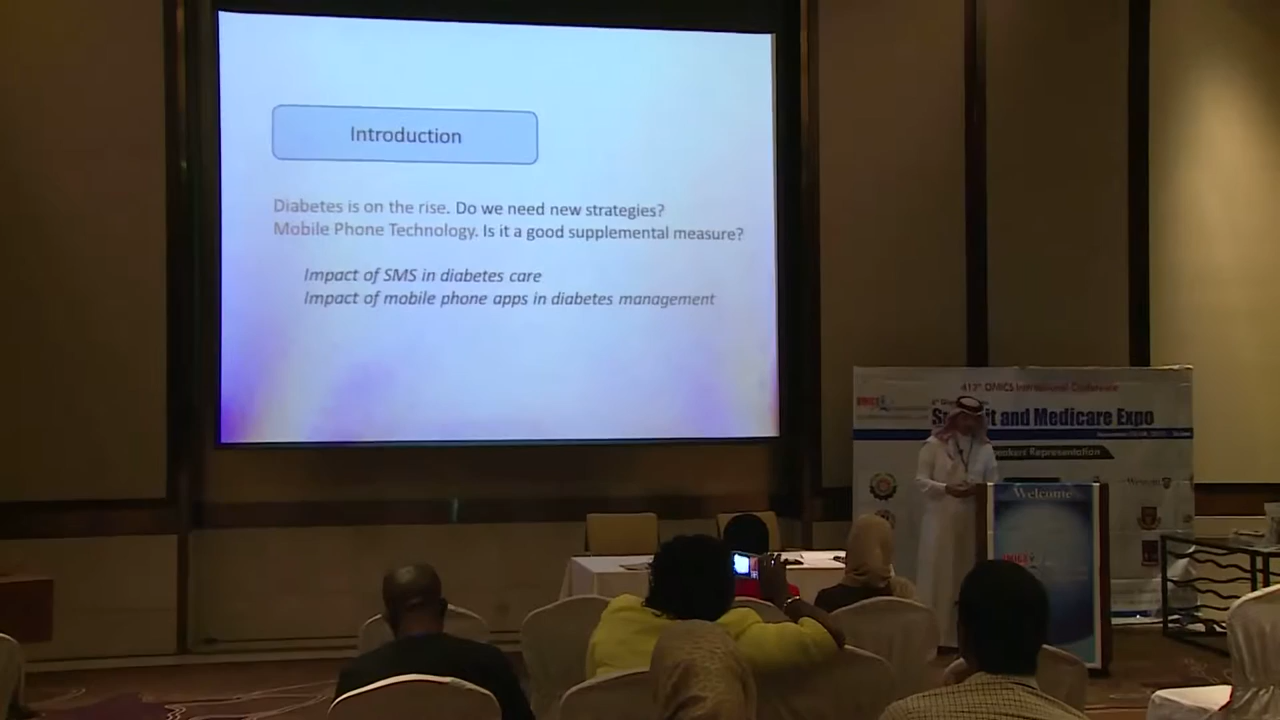 Introduction
Diabetes is on the rise. Do we need new strategies?
Mobile Phone Technology. Is it a good supplemental measure?
Impact of SMS in diabetes care
Impact of mobile phone apps in diabetes management
413th OMICS International Conference
it and Medicare Expo
Representation
Welcome